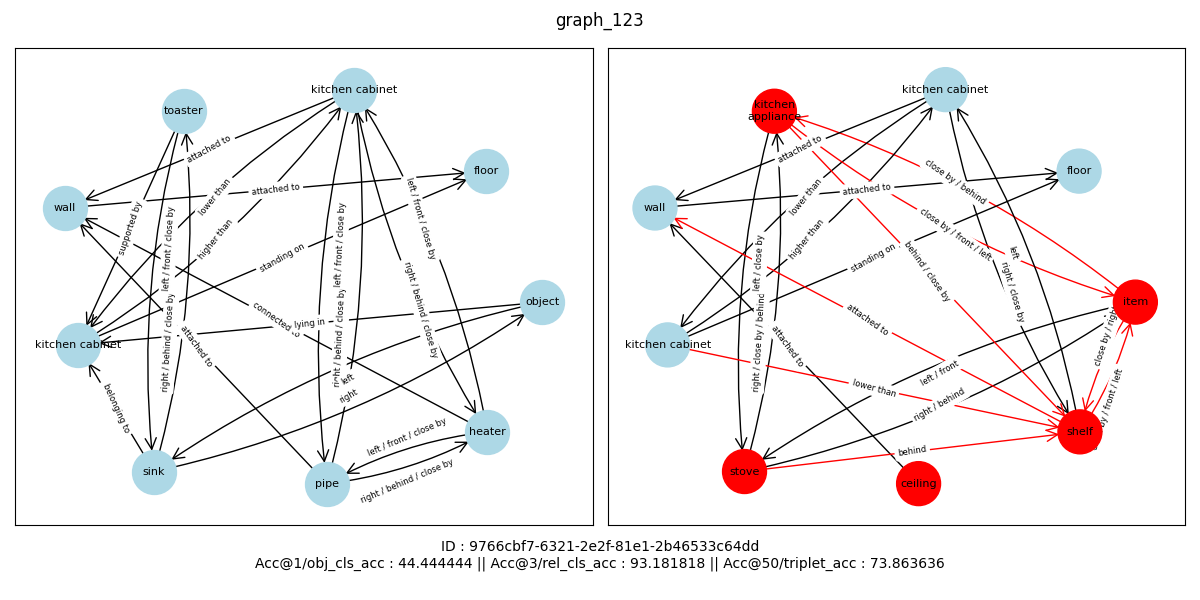 graph_123
kitchen cabinet
toaster
floor
wall
object
kitchen cabinet
heater
sink
pipe
attached to
attached to
lower than
higher than
supported by
left / front / close by
right / behind / close by
standing on
left / front / close by
right / behind / close by
left / front / close by
right / behind / close by
connected to
lying in
attached to
left
right
belonging to
left / front / close by
right / behind / close by
kitchen cabinet
kitchen
appliance
floor
wall
item
kitchen cabinet
shelf
stove
ceiling
attached to
attached to
lower than
higher than
standing on
close by / behind
close by / front / left
behind / close by
left
right / close by
left / close by
right / close by / behind
attached to
attached to
close by / right
by / front / left
lower than
left / front
right / behind
behind
ID : 9766cbf7-6321-2e2f-81e1-2b46533c64dd
Acc@1/obj_cls_acc : 44.444444 || Acc@3/rel_cls_acc : 93.181818 || Acc@50/triplet_acc : 73.863636